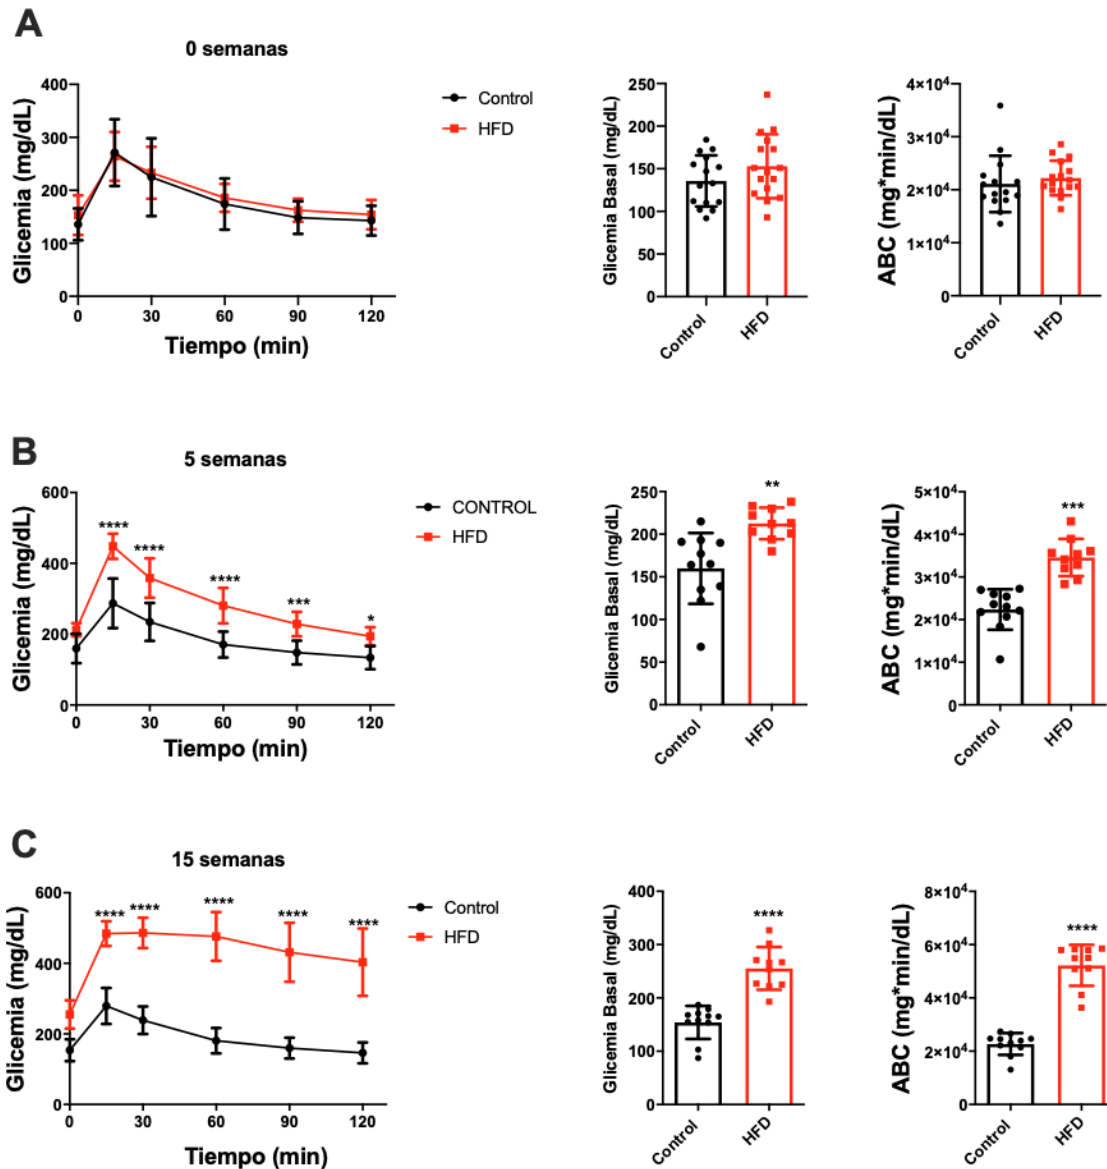 A
0 semanas
Glicemia (mg/dL)
400
300
200
100
0
0 30 60 90 120
Tiempo (min)
Control
HFD
Glicemia Basal (mg/dL)
250
200
150
100
50
0
Control HFD
ABC (mg*min/dL)
4×10⁴
3×10⁴
2×10⁴
1×10⁴
0
Control HFD
B
5 semanas
Glicemia (mg/dL)
600
400
200
0
**** **** **** *** *
0 30 60 90 120
Tiempo (min)
CONTROL
HFD
Glicemia Basal (mg/dL)
250
200
150
100
50
0
**
Control HFD
ABC (mg*min/dL)
5×10⁴
4×10⁴
3×10⁴
2×10⁴
1×10⁴
0
***
Control HFD
C
15 semanas
Glicemia (mg/dL)
600
400
200
0
**** **** **** **** ****
0 30 60 90 120
Tiempo (min)
Control
HFD
Glicemia Basal (mg/dL)
400
300
200
100
0
****
Control HFD
ABC (mg*min/dL)
8×10⁴
6×10⁴
4×10⁴
2×10⁴
0
****
Control HFD